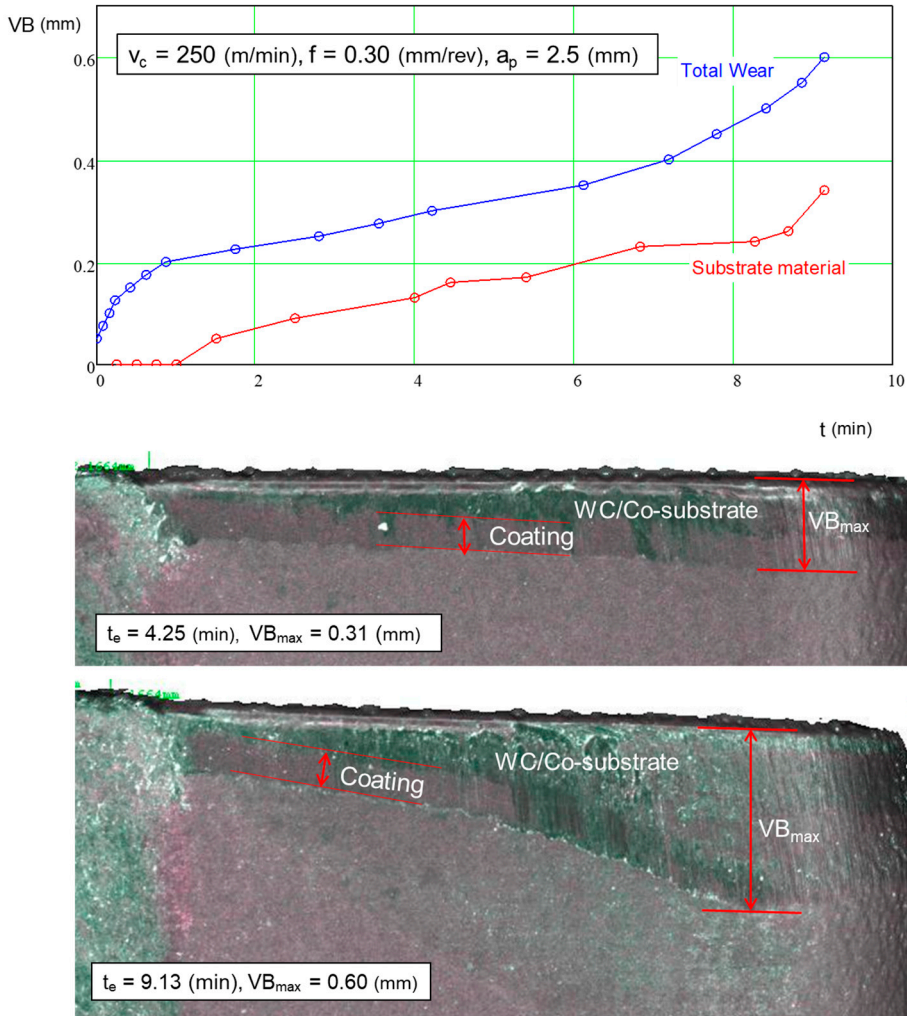 VB (mm)
v_c = 250 (m/min), f = 0.30 (mm/rev), a_p = 2.5 (mm)
Total Wear
0.6
0.4
0.2
Substrate material
0
0 2 4 6 8 10
t (min)
WC/Co-substrate
VB_max
Coating
t_e = 4.25 (min), VB_max = 0.31 (mm)
WC/Co-substrate
Coating
VB_max
t_e = 9.13 (min), VB_max = 0.60 (mm)